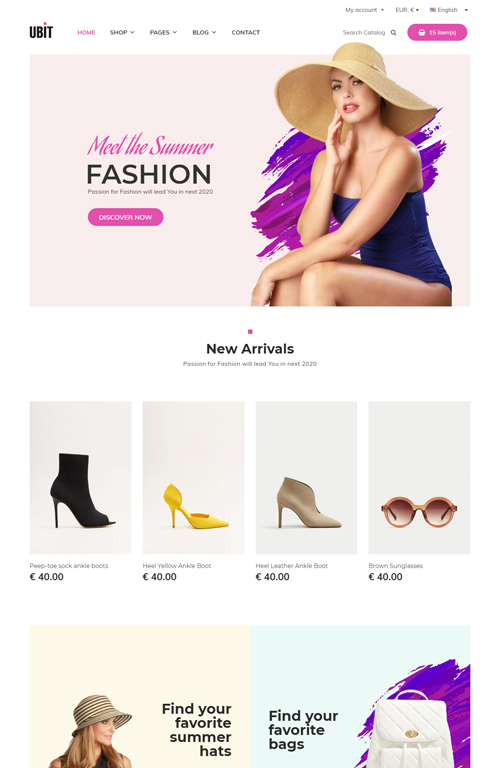 My account
EUR, €
English
UBIT
HOME
SHOP
PAGES
BLOG
CONTACT
Search Catalog
15 item(s)
Meet the Summer
FASHION
Passion for Fashion will lead You in next 2020
DISCOVER NOW
New Arrivals
Passion for Fashion will lead You in next 2020
Peep-toe sock ankle boots
€ 40.00
Heel Yellow Ankle Boot
€ 40.00
Heel Leather Ankle Boot
€ 40.00
Brown Sunglasses
€ 40.00
Find your
favorite
summer
hats
Find your
favorite
bags